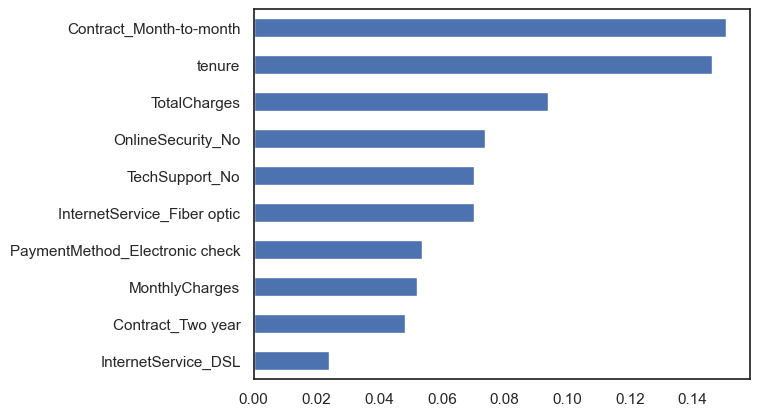 Contract_Month-to-month
tenure
TotalCharges
OnlineSecurity_No
TechSupport_No
InternetService_Fiber optic
PaymentMethod_Electronic check
MonthlyCharges
Contract_Two year
InternetService_DSL
0.00 0.02 0.04 0.06 0.08 0.10 0.12 0.14